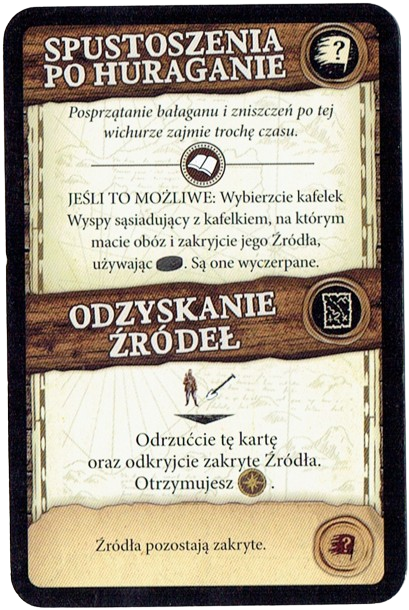 SPUSTOSZENIA
PO HURAGANIE
?
Posprzątanie bałaganu i zniszczeń po tej
wichurze zajmie trochę czasu.
JEŚLI TO MOŻLIWE: Wybierzcie kafelek
Wyspy sąsiadujący z kafelkiem, na którym
macie obóz i zakryjcie jego Źródła,
używając . Są one wyczerpane.
ODZYSKANIE
ŹRÓDEŁ
Odrzućcie tę kartę
oraz odkryjcie zakryte Źródła.
Otrzymujesz .
Źródła pozostają zakryte.
?